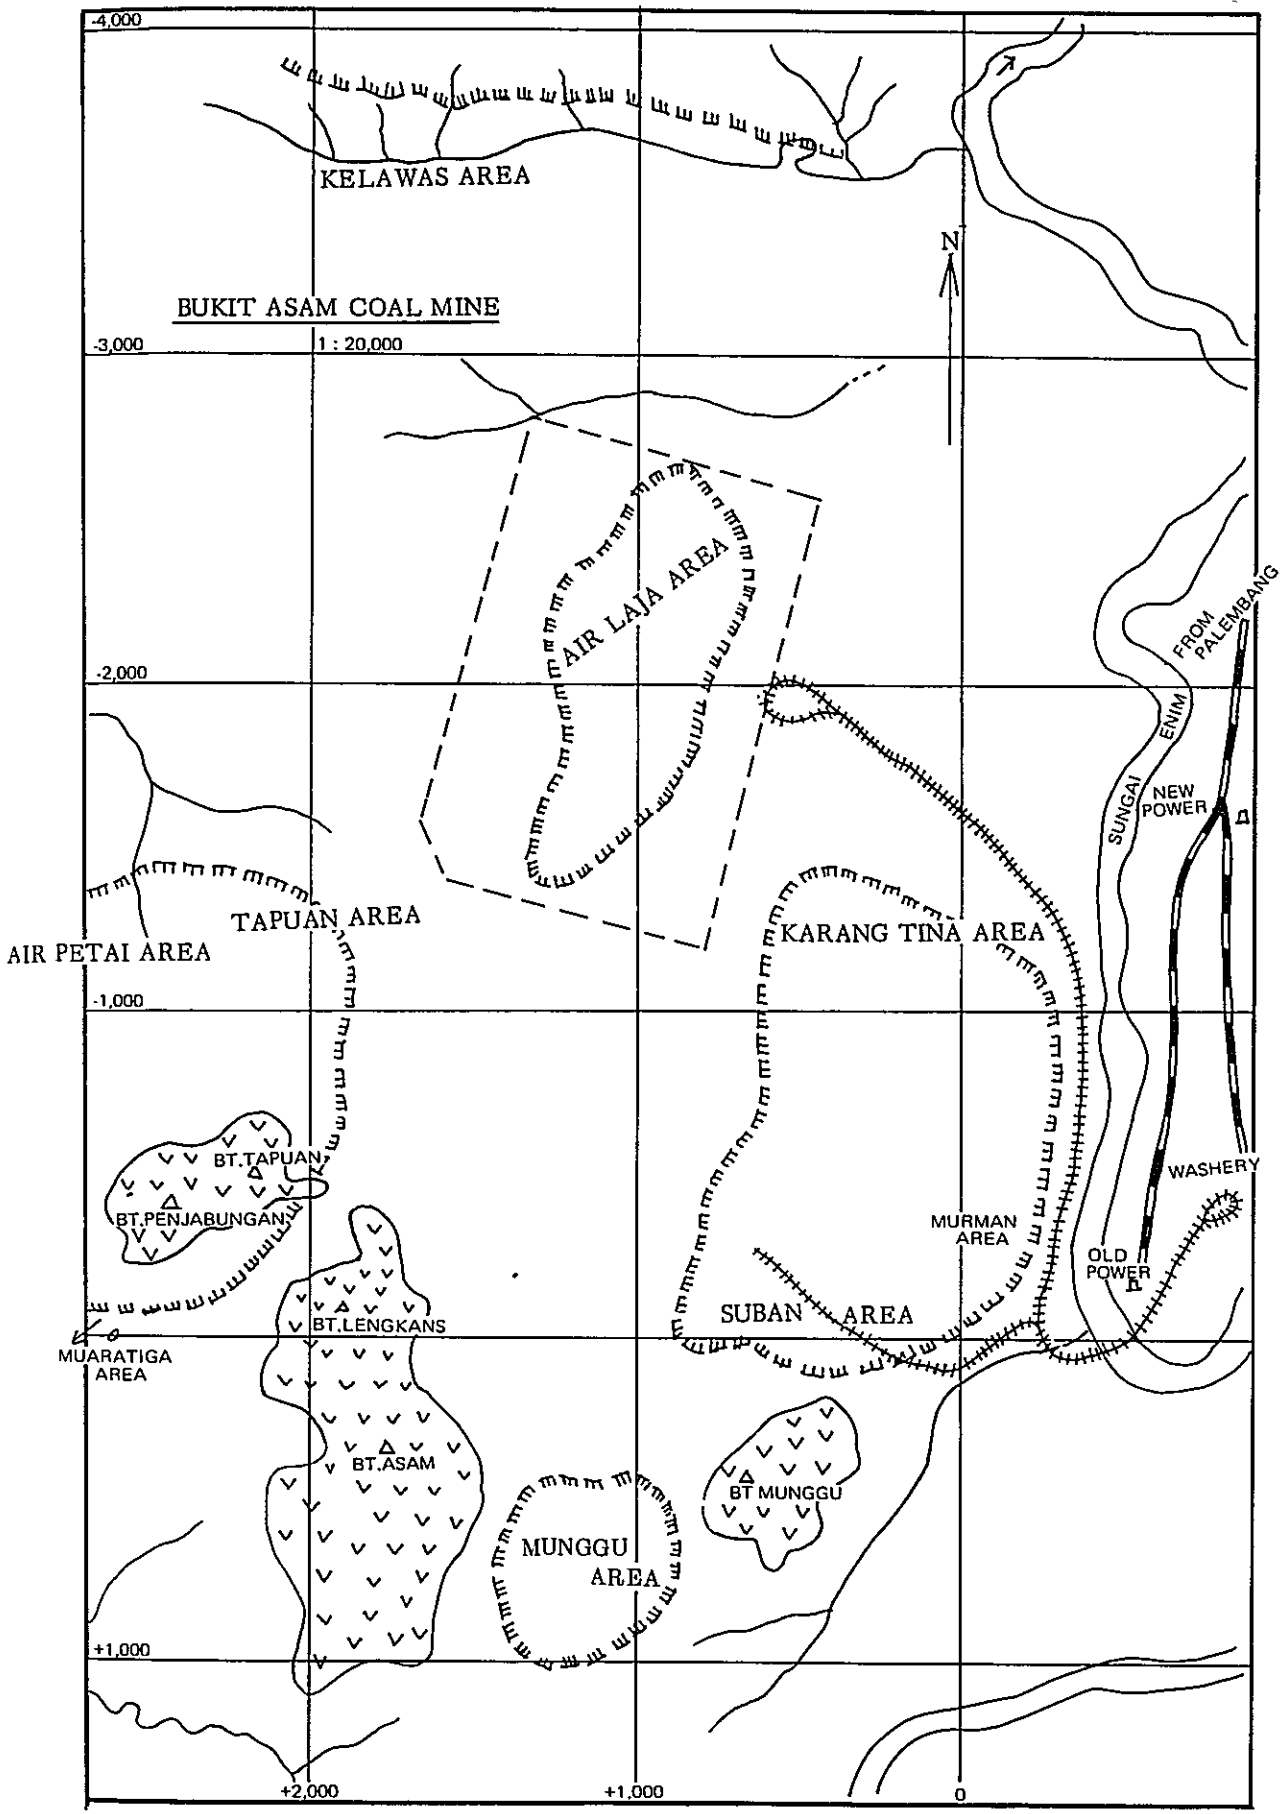 -4,000
KELAWAS AREA
N
BUKIT ASAM COAL MINE
-3,000
1 : 20,000
AIR LAJA AREA
FROM
PALEMBANG
-2,000
SUNGAI
ENIM
NEW
POWER
TAPUAN AREA
KARANG TINA AREA
AIR PETAI AREA
-1,000
BT.TAPUAN
WASHERY
BT.PENJABUNGAN
MURMAN
AREA
OLD
POWER
SUBAN AREA
BT.LENGKANS
0
MUARATIGA
AREA
BT.ASAM
BT MUNGGU
MUNGGU
AREA
+1,000
+2,000
+1,000
0